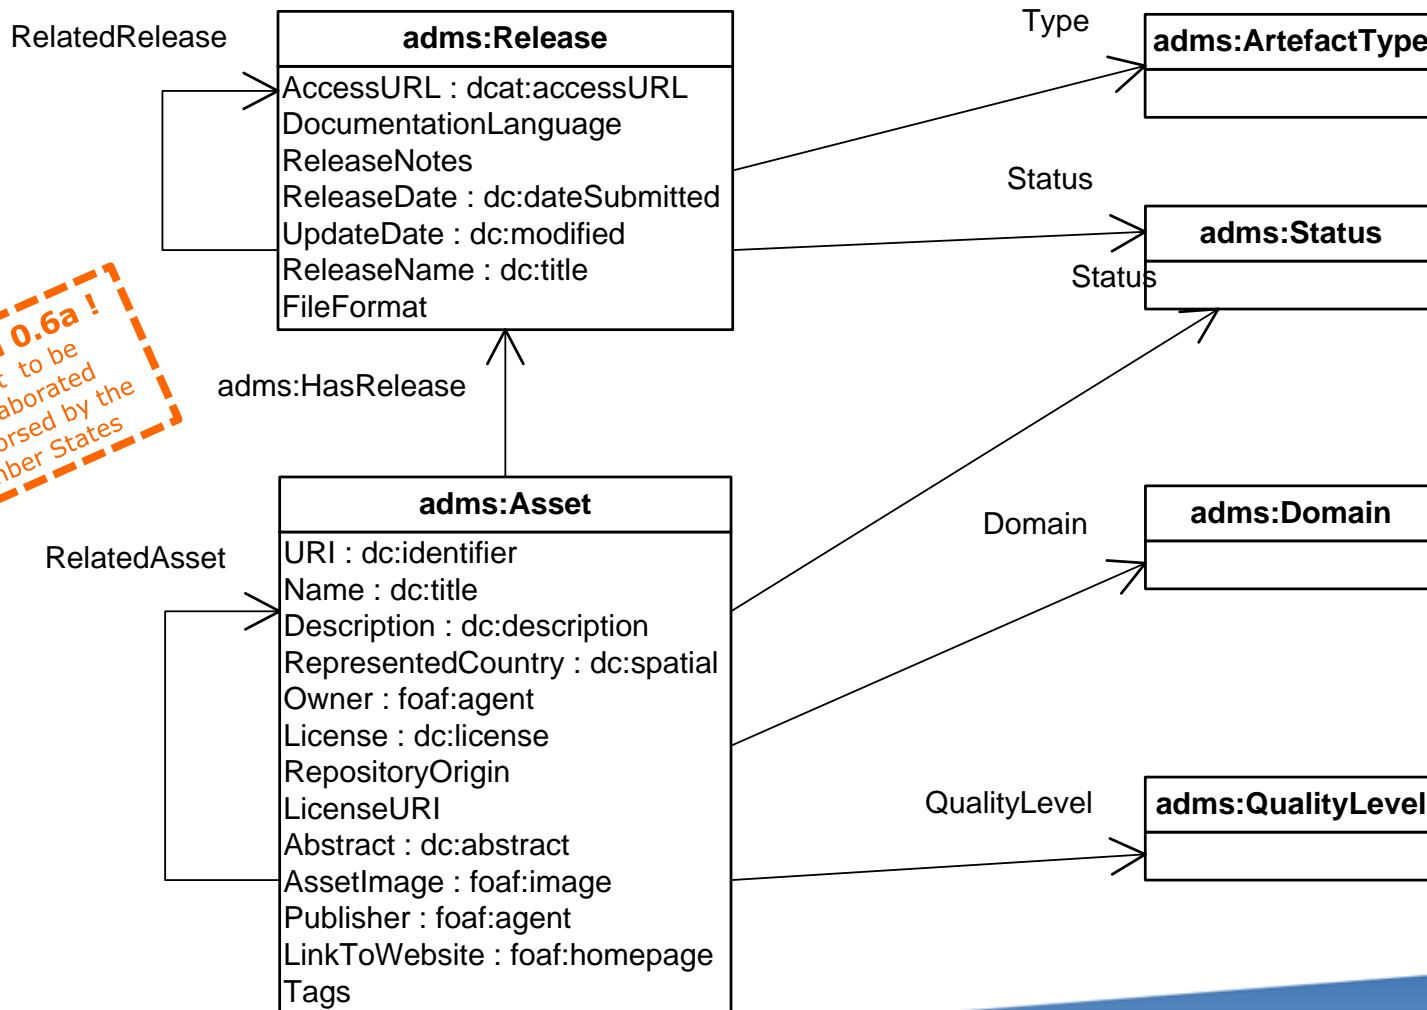 RelatedRelease
adms:Release
AccessURL : dcat:accessURL
DocumentationLanguage
ReleaseNotes
ReleaseDate : dc:dateSubmitted
UpdateDate : dc:modified
ReleaseName : dc:title
FileFormat
Type
adms:ArtefactType
Status
adms:Status
Status
0.6a !
to be
by the
States
adms:HasRelease
adms:Asset
RelatedAsset
URI : dc:identifier
Name : dc:title
Description : dc:description
RepresentedCountry : dc:spatial
Owner : foaf:agent
License : dc:license
RepositoryOrigin
LicenseURI
Abstract : dc:abstract
AssetImage : foaf:image
Publisher : foaf:agent
LinkToWebsite : foaf:homepage
Tags
Domain
adms:Domain
QualityLevel
adms:QualityLevel